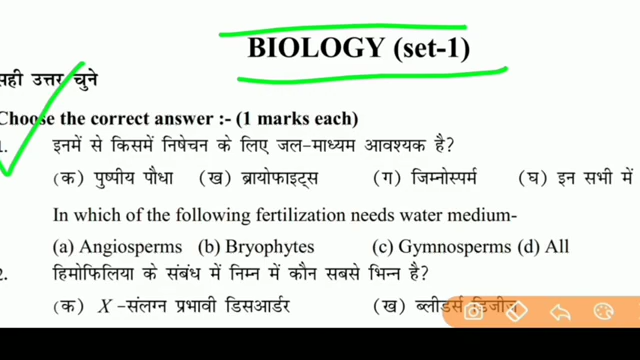 BIOLOGY (set-1)
सही उत्तर चुने
Choose the correct answer :- (1 marks each)
1. इनमें से किसमें निषेचन के लिए जल-माध्यम आवश्यक है?
(क) पुष्पीय पौधा (ख) ब्रायोफाइट्स (ग) जिम्नोस्पर्म (घ) इन सभी में
In which of the following fertilization needs water medium-
(a) Angiosperms (b) Bryophytes (c) Gymnosperms (d) All
2. हिमोफिलिया के संबंध में निम्न में कौन सबसे भिन्न है?
(क) X-संलग्न प्रभावी डिसआर्डर (ख) ब्लीडर्स डिजीज